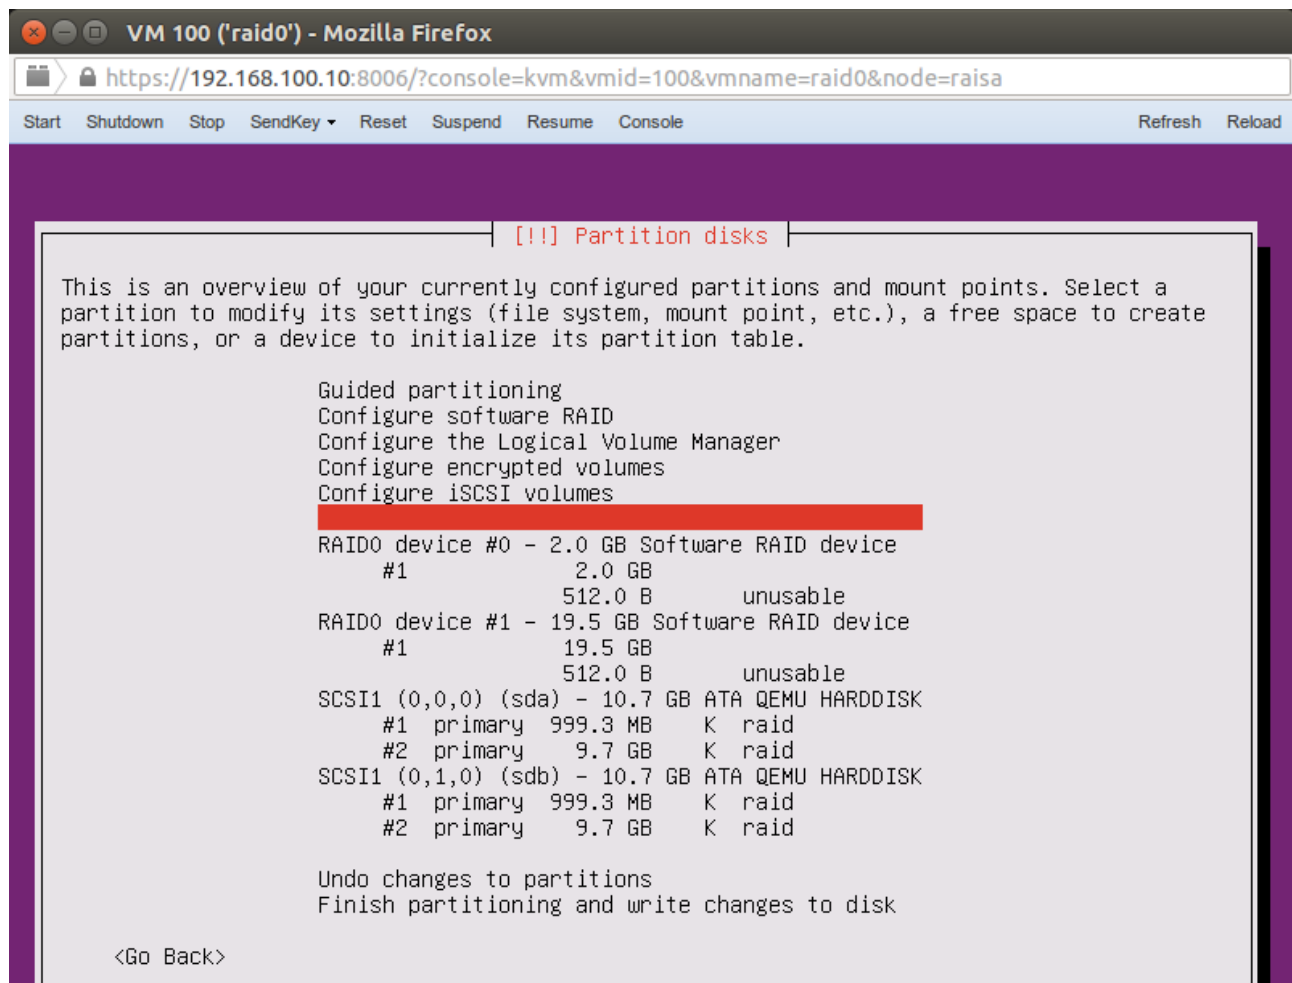 VM 100 ('raid0') - Mozilla Firefox
https://192.168.100.10:8006/?console=kvm&vmid=100&vmname=raid0&node=raisa
Start Shutdown Stop SendKey Reset Suspend Resume Console Refresh Reload
[!!] Partition disks
This is an overview of your currently configured partitions and mount points. Select a
partition to modify its settings (file system, mount point, etc.), a free space to create
partitions, or a device to initialize its partition table.
Guided partitioning
Configure software RAID
Configure the Logical Volume Manager
Configure encrypted volumes
Configure iSCSI volumes
RAID0 device #0 - 2.0 GB Software RAID device
#1 2.0 GB
512.0 B unusable
RAID0 device #1 - 19.5 GB Software RAID device
#1 19.5 GB
512.0 B unusable
SCSI1 (0,0,0) (sda) - 10.7 GB ATA QEMU HARDDISK
#1 primary 999.3 MB K raid
#2 primary 9.7 GB K raid
SCSI1 (0,1,0) (sdb) - 10.7 GB ATA QEMU HARDDISK
#1 primary 999.3 MB K raid
#2 primary 9.7 GB K raid
Undo changes to partitions
Finish partitioning and write changes to disk
<Go Back>